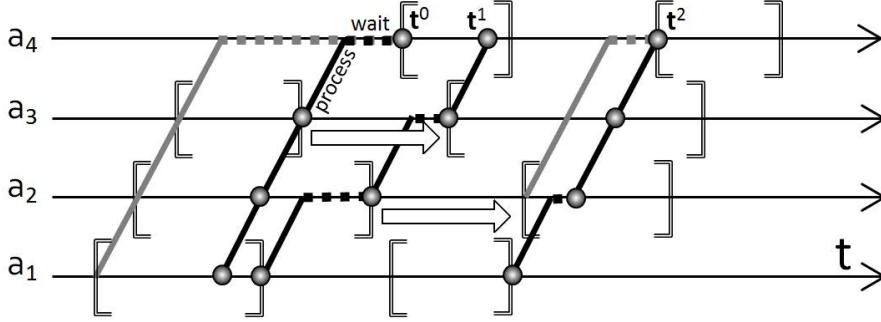 wait t⁰ t¹ t²
a₄
process
a₃
a₂
a₁ t